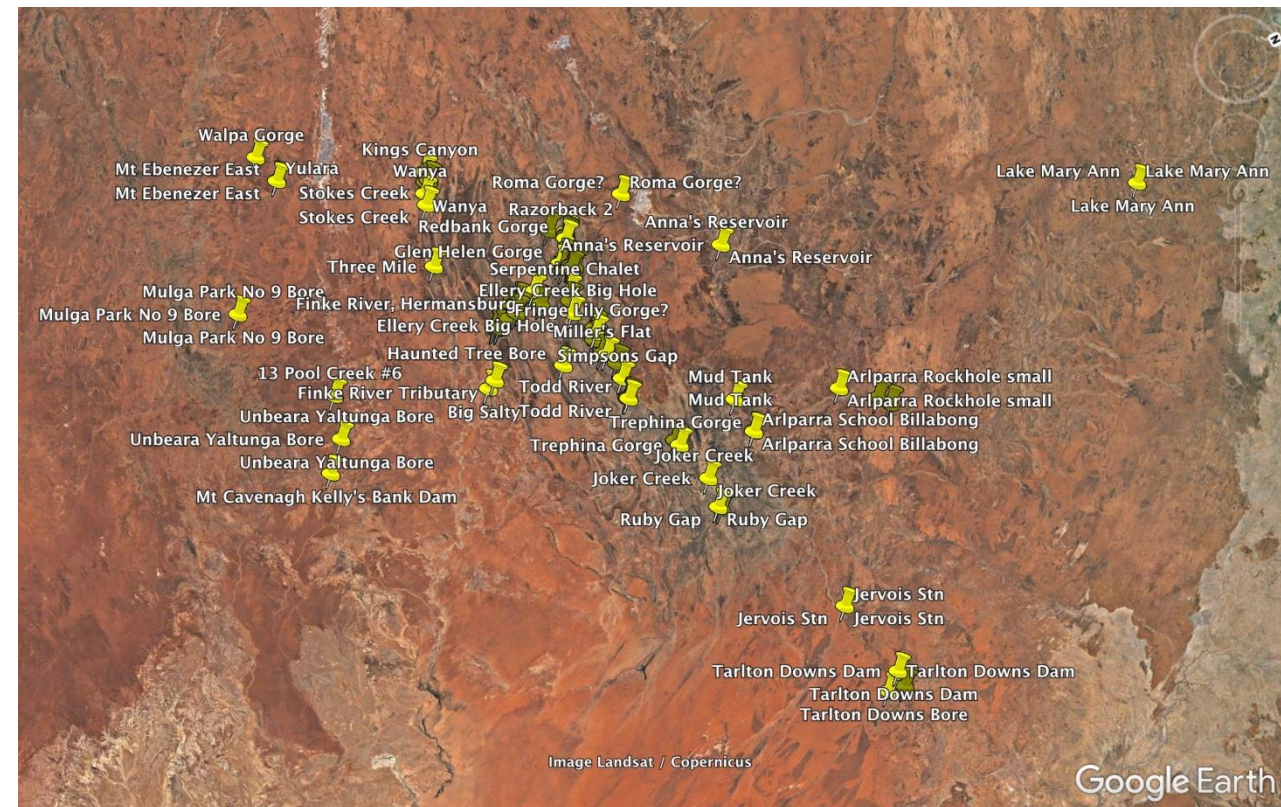 N
Walpa Gorge
Kings Canyon
Mt Ebenezer East
Yulara
Wanya
Lake Mary Ann
Lake Mary Ann
Mt Ebenezer East
Stokes Creek
Roma Gorge?
Roma Gorge?
Lake Mary Ann
Stokes Creek
Wanya
Razorback 2
Redbank Gorge
Anna's Reservoir
Glen Helen Gorge
Anna's Reservoir
Anna's Reservoir
Three Mile
Serpentine Chalet
Mulga Park No 9 Bore
Ellery Creek Big Hole
Finke River, Hermansburg
Mulga Park No 9 Bore
Fringe Lily Gorge?
Ellery Creek Big Hole
Miller's Flat
Mulga Park No 9 Bore
Haunted Tree Bore
Simpsons Gap
13 Pool Creek #6
Mud Tank
Arlparra Rockhole small
Finke River Tributary
Todd River
Mud Tank
Arlparra Rockhole small
Unbeara Yaltunga Bore
Big Salty
Todd River
Trephina Gorge
Arlparra School Billabong
Unbeara Yaltunga Bore
Trephina Gorge
Arlparra School Billabong
Joker Creek
Unbeara Yaltunga Bore
Joker Creek
Joker Creek
Mt Cavenagh Kelly's Bank Dam
Ruby Gap
Ruby Gap
Jervois Stn
Jervois Stn
Jervois Stn
Tarlton Downs Dam
Tarlton Downs Dam
Tarlton Downs Dam
Tarlton Downs Bore
Image Landsat / Copernicus
Google Earth